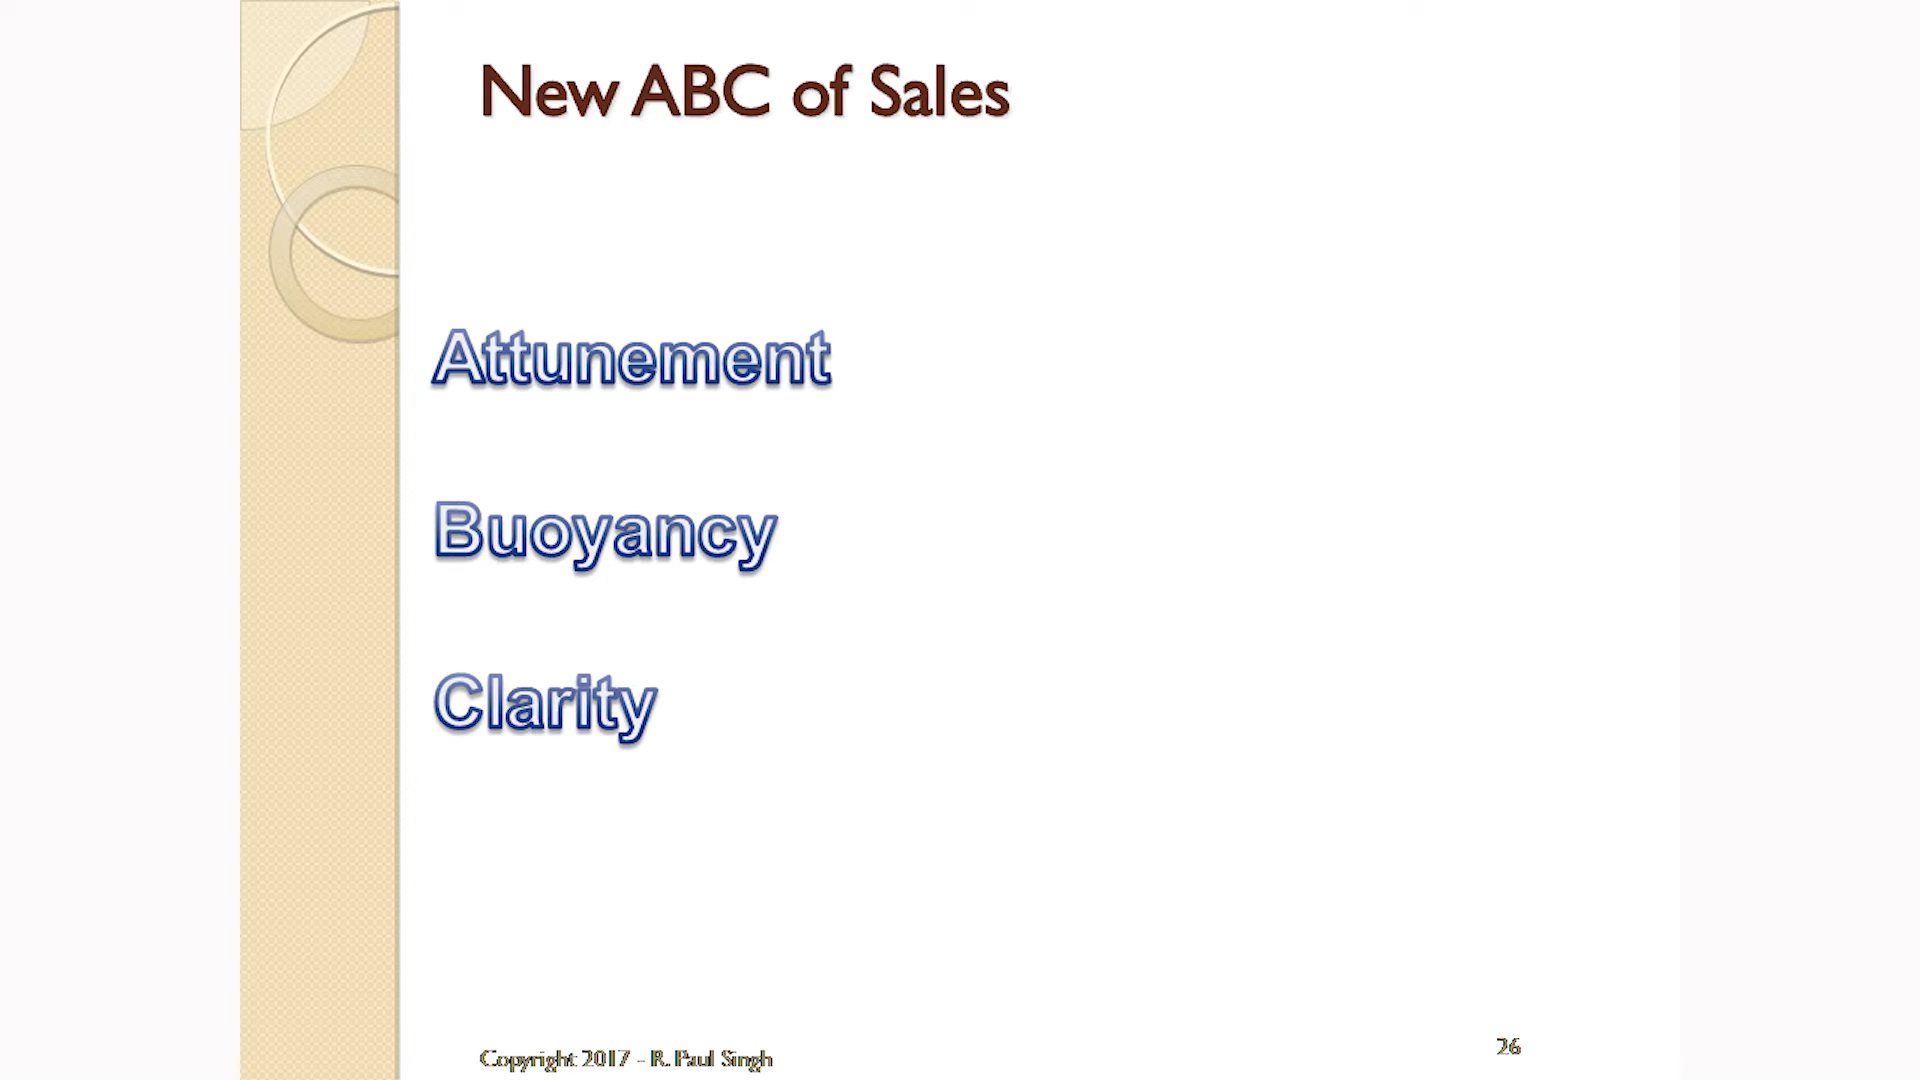 New ABC of Sales
Attunement
Buoyancy
Clarity
Copyright 2017 - R. Paul Singh
26